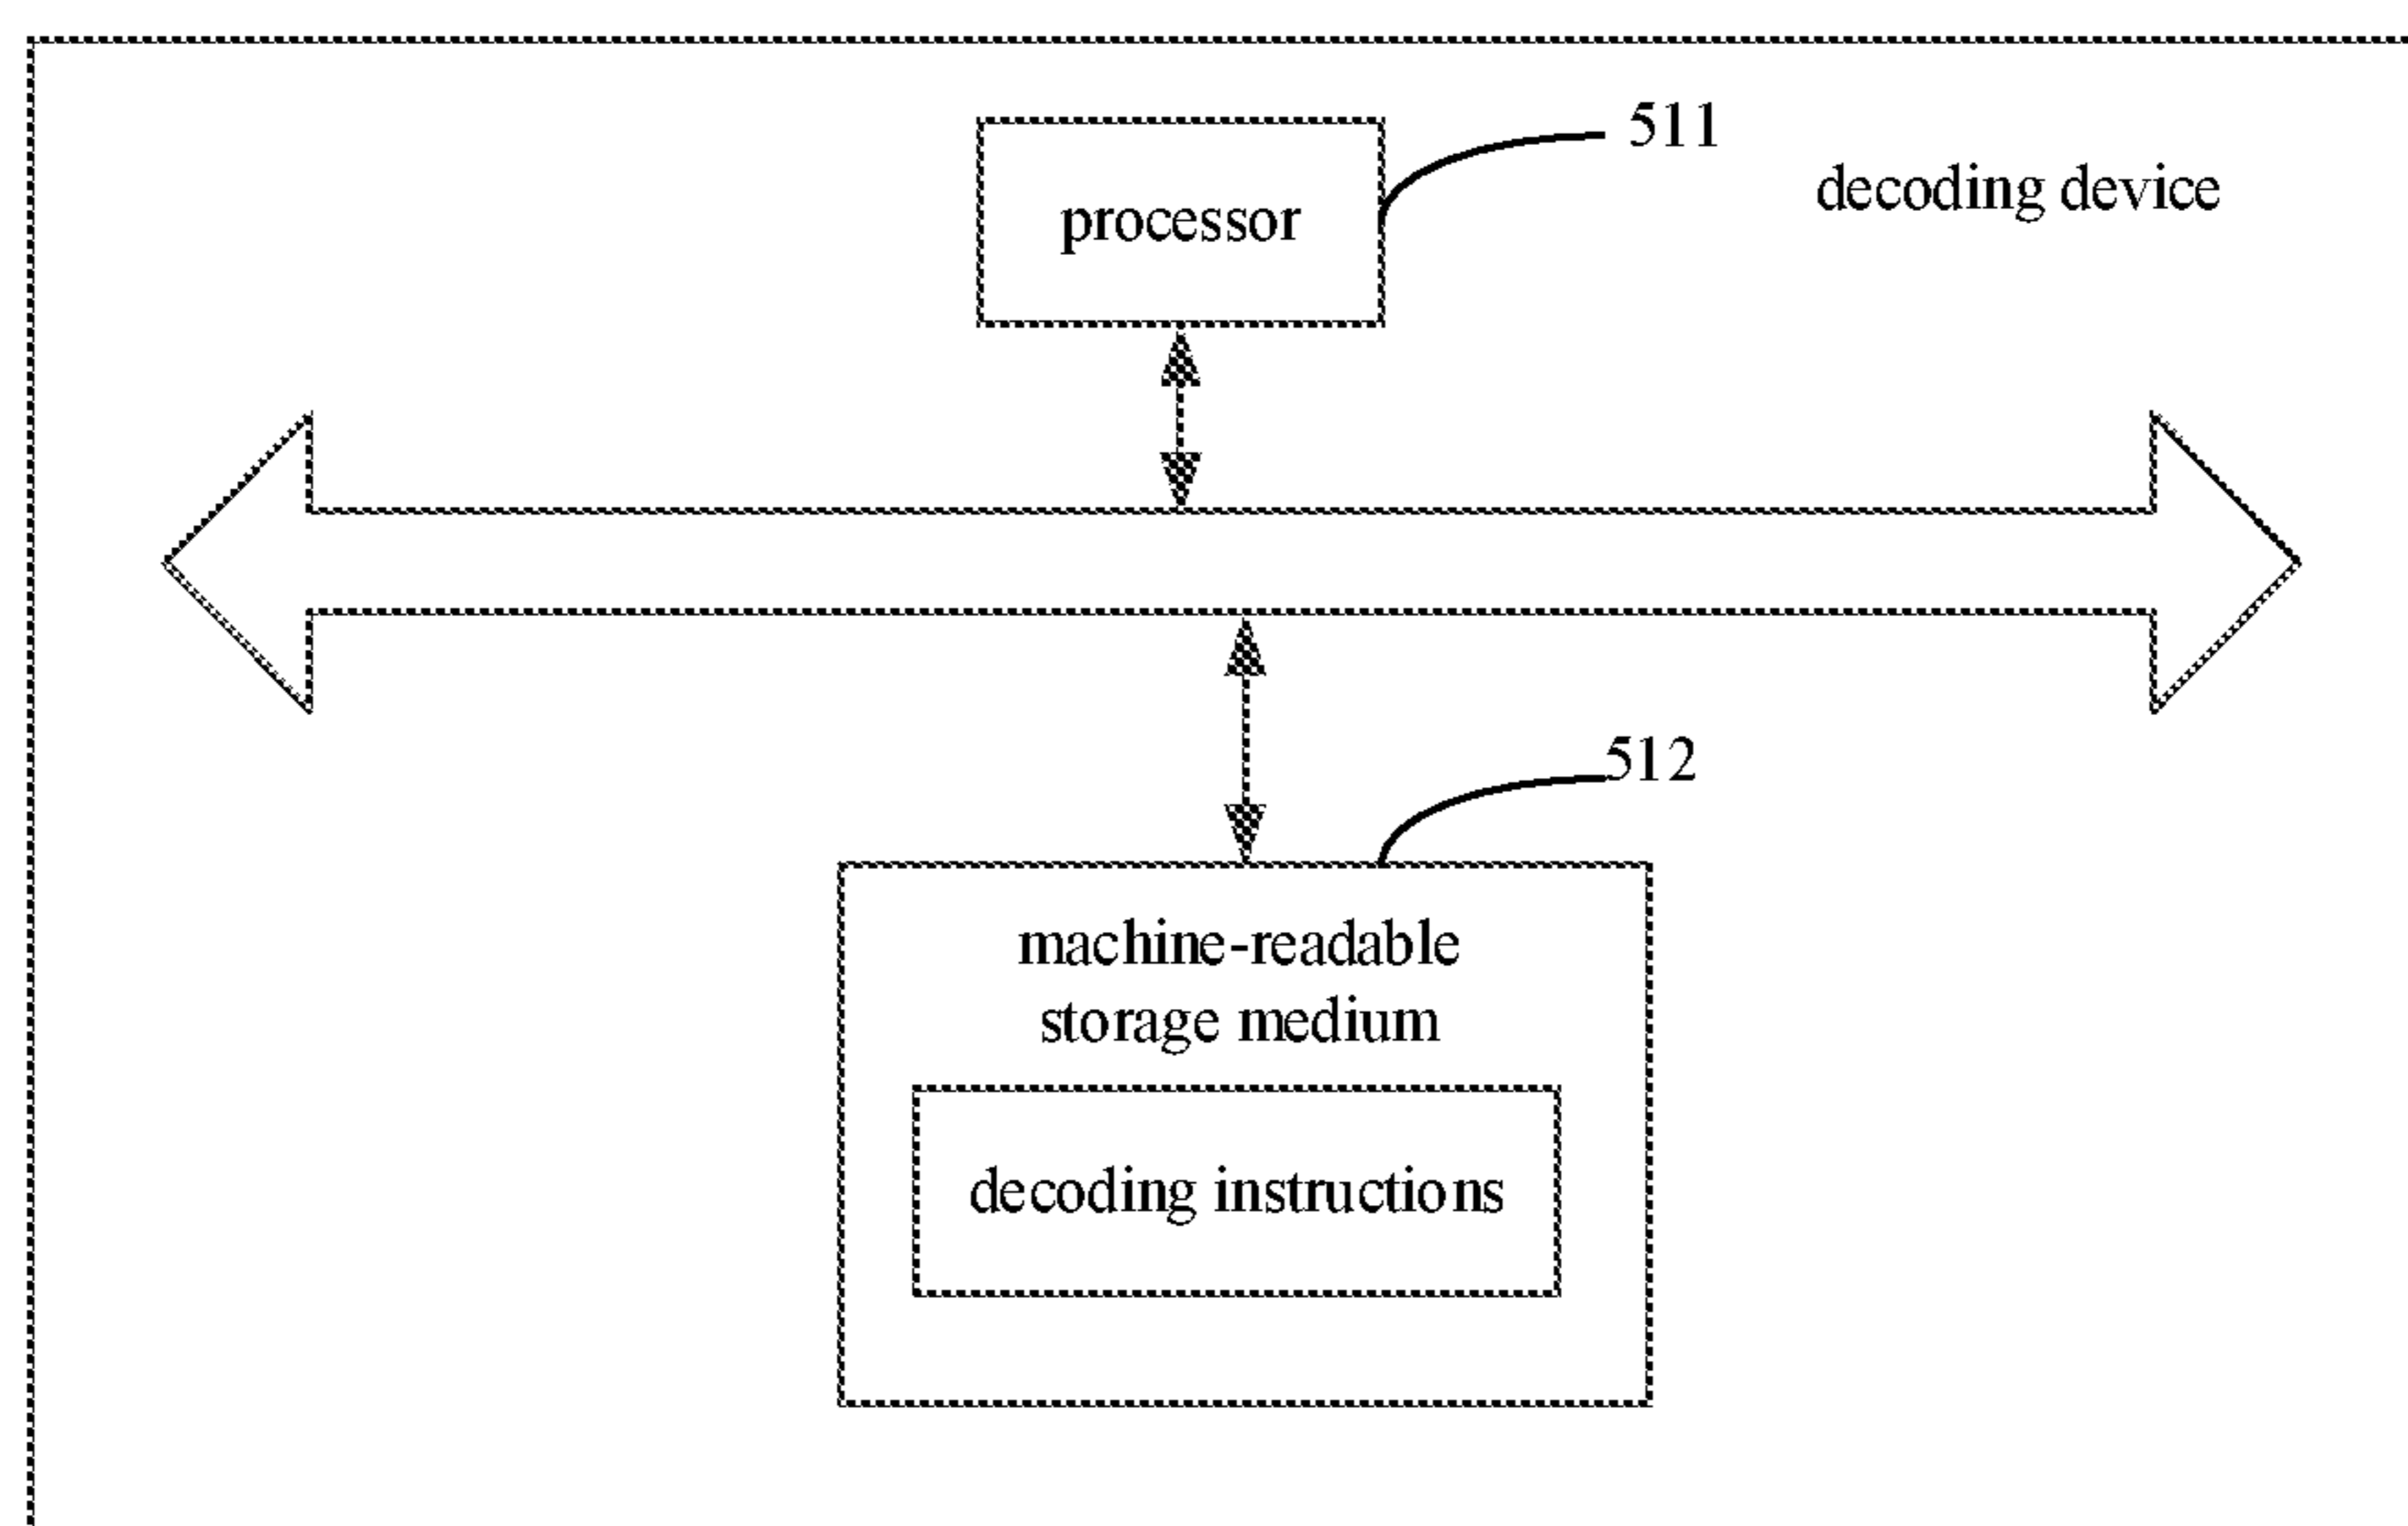 511
decoding device
processor
512
machine-readable
storage medium
decoding instructions